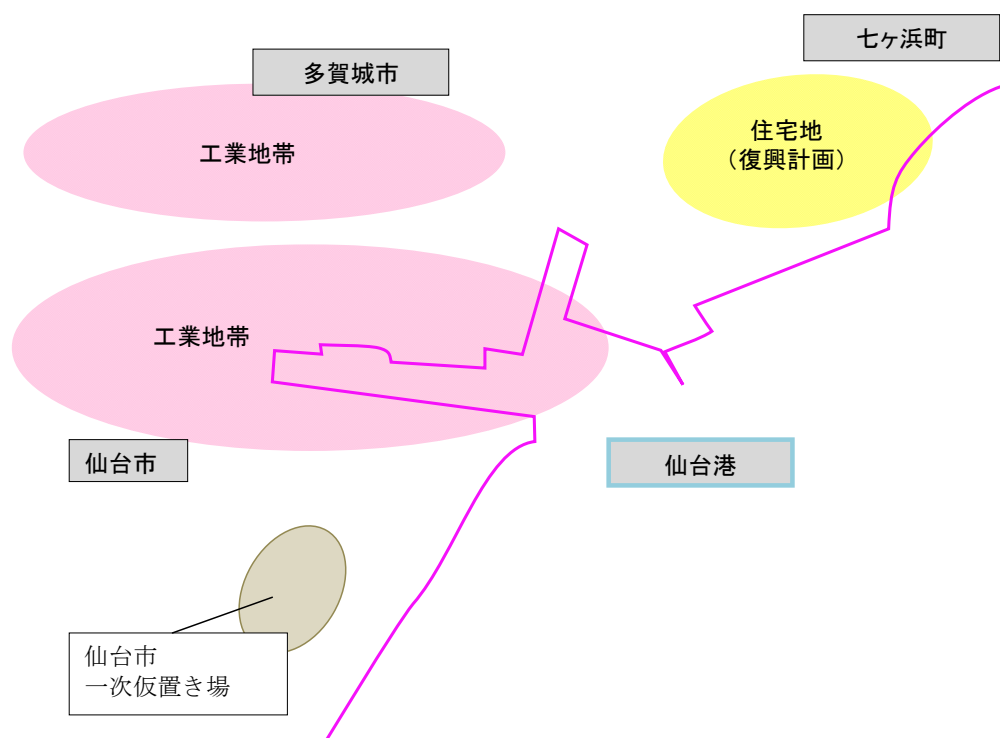 七ヶ浜町
多賀城市
住宅地
（復興計画）
工業地帯
工業地帯
仙台市
仙台港
仙台市
一次仮置き場